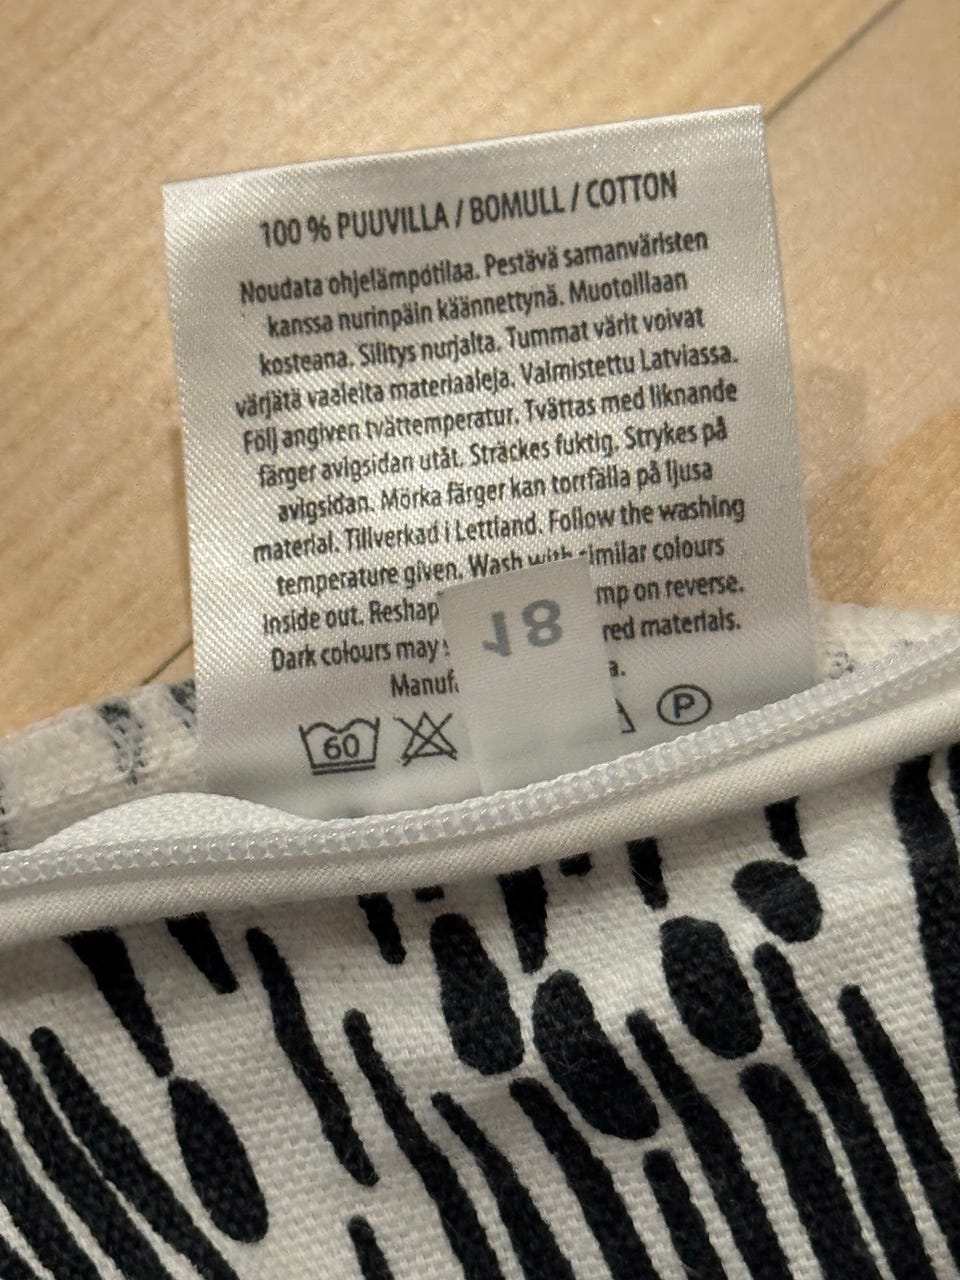 100 % PUUVILLA / BOMULL / COTTON
Noudata ohjelämpötilaa. Pestävä samanväristen
kanssa nurinpäin käännettynä. Muotoillaan
kosteana. Silitys nurjalta. Tummat värit voivat
värjätä vaaleita materiaaleja. Valmistettu Latviassa.
Följ angiven tvättemperatur. Tvättas med liknande
färger avigsidan utåt. Sträckes fuktig. Strykes på
avigsidan. Mörka färger kan torrfälla på ljusa
material. Tillverkad i Lettland. Follow the washing
temperature given. Wash with similar colours
inside out. Reshap mp on reverse.
Dark colours may red materials.
Manuf a.
18
60 P